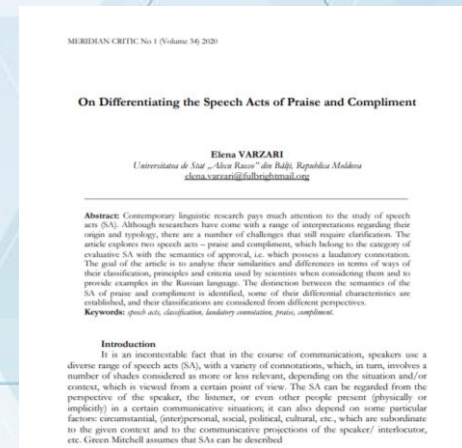 MERIDIAN CRITIC No 1 (Volume 34) 2020
On Differentiating the Speech Acts of Praise and Compliment
Elena VARZARI
Universitatea de Stat „Alecu Russo” din Bălți, Republica Moldova
elena.varzari@fulbrightmail.org
Abstract: Contemporary linguistic research pays much attention to the study of speech
acts (SA). Although researchers have come with a range of interpretations regarding their
origin and typology, there are a number of challenges that still require clarification. The
article explores two speech acts – praise and compliment, which belong to the category of
evaluative SA with the semantics of approval, i.e. which possess a laudatory connotation.
The goal of the article is to analyse their similarities and differences in terms of ways of
their classification, principles and criteria used by scientists when considering them and to
provide examples in the Russian language. The distinction between the semantics of the
SA of praise and compliment is identified, some of their differential characteristics are
established, and their classifications are considered from different perspectives.
Keywords: speech acts, classification, laudatory connotation, praise, compliment.
Introduction
It is an incontestable fact that in the course of communication, speakers use a
diverse range of speech acts (SA), with a variety of connotations, which, in turn, involves a
number of shades considered as more or less relevant, depending on the situation and/or
context, which is viewed from a certain point of view. The SA can be regarded from the
perspective of the speaker, the listener, or even other people present (physically or
implicitly) in a certain communicative situation; it can also depend on some particular
factors: circumstantial, (inter)personal, social, political, cultural, etc., which are subordinate
to the given context and to the communicative projections of the speaker/ interlocutor,
etc. Green Mitchell assumes that SAs can be described